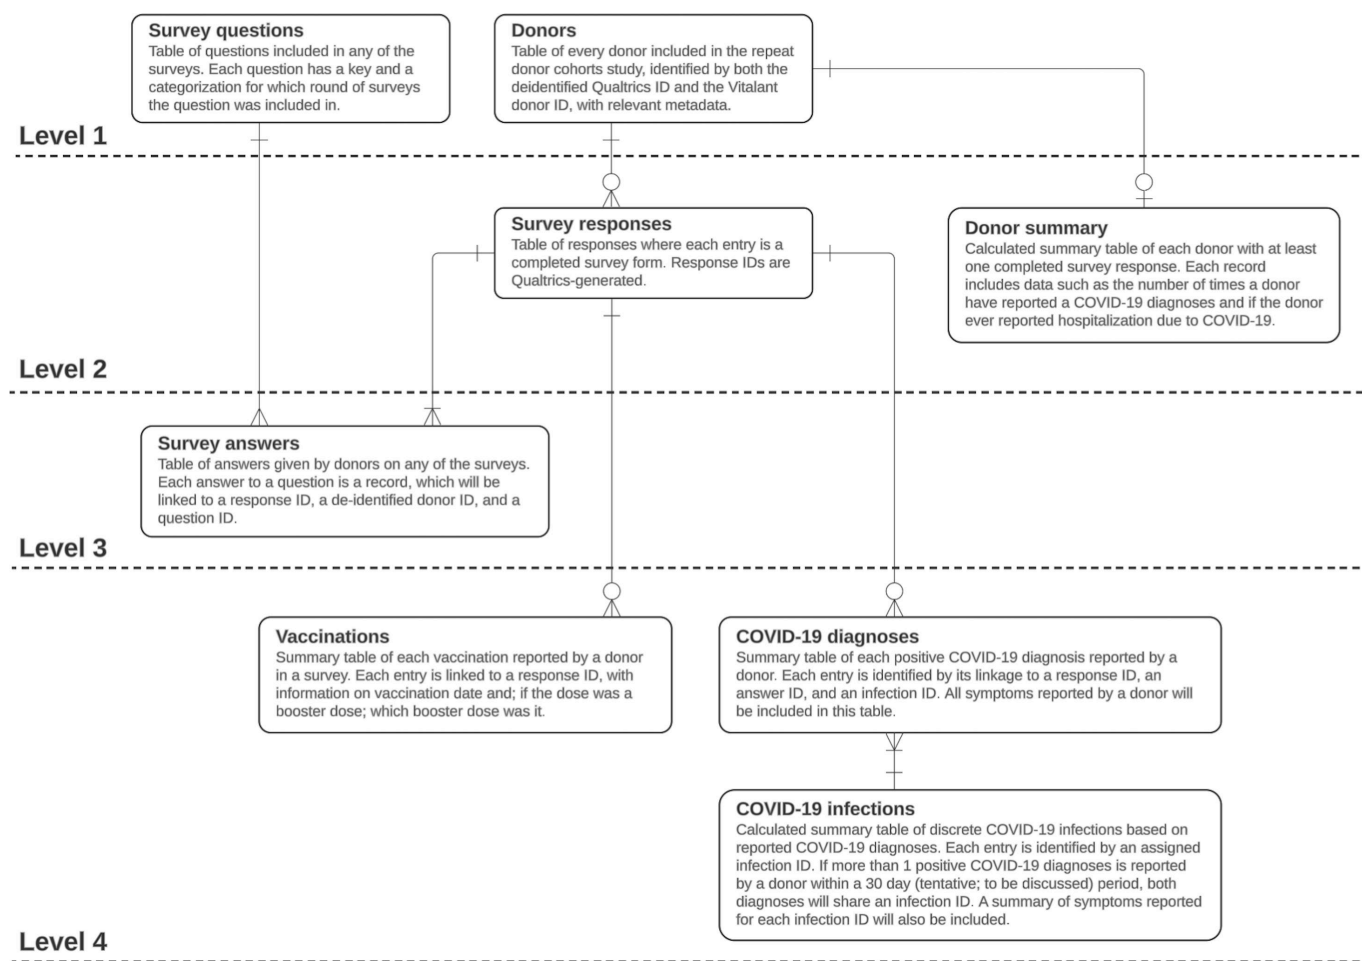 Survey questions
Table of questions included in any of the
surveys. Each question has a key and a
categorization for which round of surveys
the question was included in.
Donors
Table of every donor included in the repeat
donor cohorts study, identified by both the
deidentified Qualtrics ID and the Vitalant
donor ID, with relevant metadata.
Level 1
Survey responses
Table of responses where each entry is a
completed survey form. Response IDs are
Qualtrics-generated.
Donor summary
Calculated summary table of each donor with at least
one completed survey response. Each record
includes data such as the number of times a donor
have reported a COVID-19 diagnoses and if the donor
ever reported hospitalization due to COVID-19.
Level 2
Survey answers
Table of answers given by donors on any of the surveys.
Each answer to a question is a record, which will be
linked to a response ID, a de-identified donor ID, and a
question ID.
Level 3
Vaccinations
Summary table of each vaccination reported by a donor
in a survey. Each entry is linked to a response ID, with
information on vaccination date and; if the dose was a
booster dose; which booster dose was it.
COVID-19 diagnoses
Summary table of each positive COVID-19 diagnosis reported by a
donor. Each entry is identified by its linkage to a response ID, an
answer ID, and an infection ID. All symptoms reported by a donor will
be included in this table.
COVID-19 infections
Calculated summary table of discrete COVID-19 infections based on
reported COVID-19 diagnoses. Each entry is identified by an assigned
infection ID. If more than 1 positive COVID-19 diagnoses is reported
by a donor within a 30 day (tentative; to be discussed) period, both
diagnoses will share an infection ID. A summary of symptoms reported
for each infection ID will also be included.
Level 4